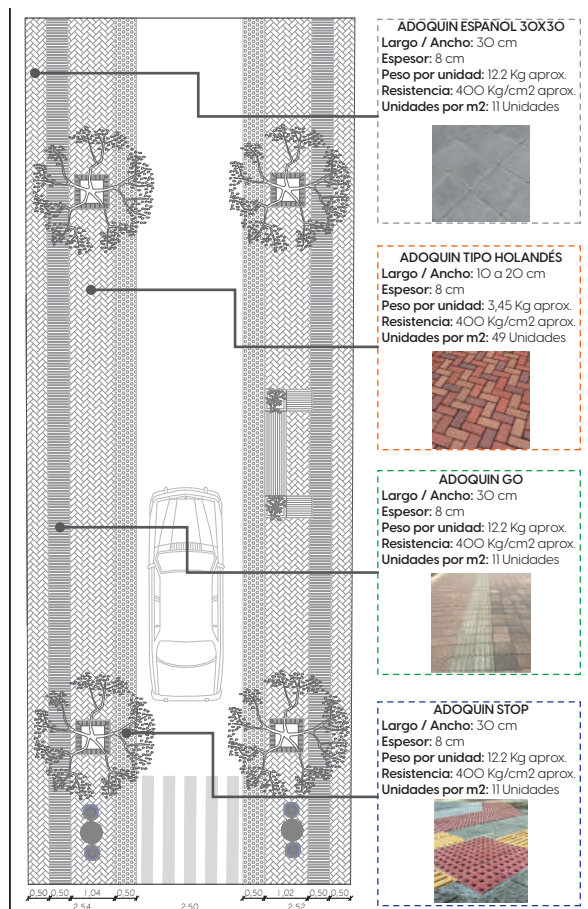 ADOQUIN ESPAÑOL 30X30
Largo / Ancho: 30 cm
Espesor: 8 cm
Peso por unidad: 12.2 Kg aprox.
Resistencia: 400 Kg/cm2 aprox.
Unidades por m2: 11 Unidades
ADOQUIN TIPO HOLANDÉS
Largo / Ancho: 10 a 20 cm
Espesor: 8 cm
Peso por unidad: 3,45 Kg aprox.
Resistencia: 400 Kg/cm2 aprox.
Unidades por m2: 49 Unidades
ADOQUIN GO
Largo / Ancho: 30 cm
Espesor: 8 cm
Peso por unidad: 12.2 Kg aprox.
Resistencia: 400 Kg/cm2 aprox.
Unidades por m2: 11 Unidades
ADOQUIN STOP
Largo / Ancho: 30 cm
Espesor: 8 cm
Peso por unidad: 12.2 Kg aprox.
Resistencia: 400 Kg/cm2 aprox.
Unidades por m2: 11 Unidades
0,50 0,50 1,04 0,50 0,50 1,02 0,50 0,50
2,54 2,50 2,52